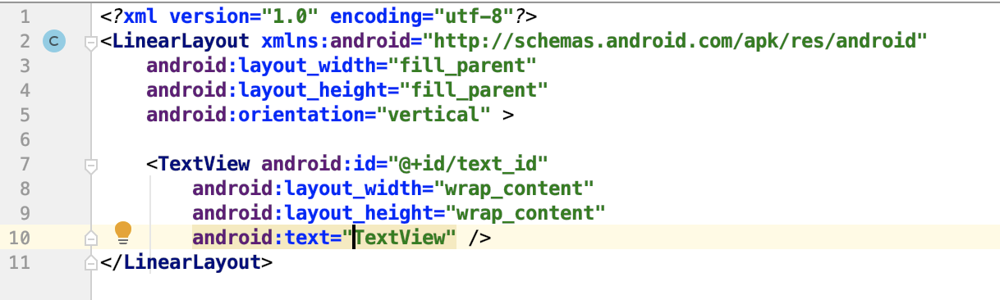 1 <?xml version="1.0" encoding="utf-8"?>
2 C <LinearLayout xmlns:android="http://schemas.android.com/apk/res/android"
3     android:layout_width="fill_parent"
4     android:layout_height="fill_parent"
5     android:orientation="vertical" >
6
7     <TextView android:id="@+id/text_id"
8         android:layout_width="wrap_content"
9         android:layout_height="wrap_content"
10         android:text="TextView" />
11 </LinearLayout>